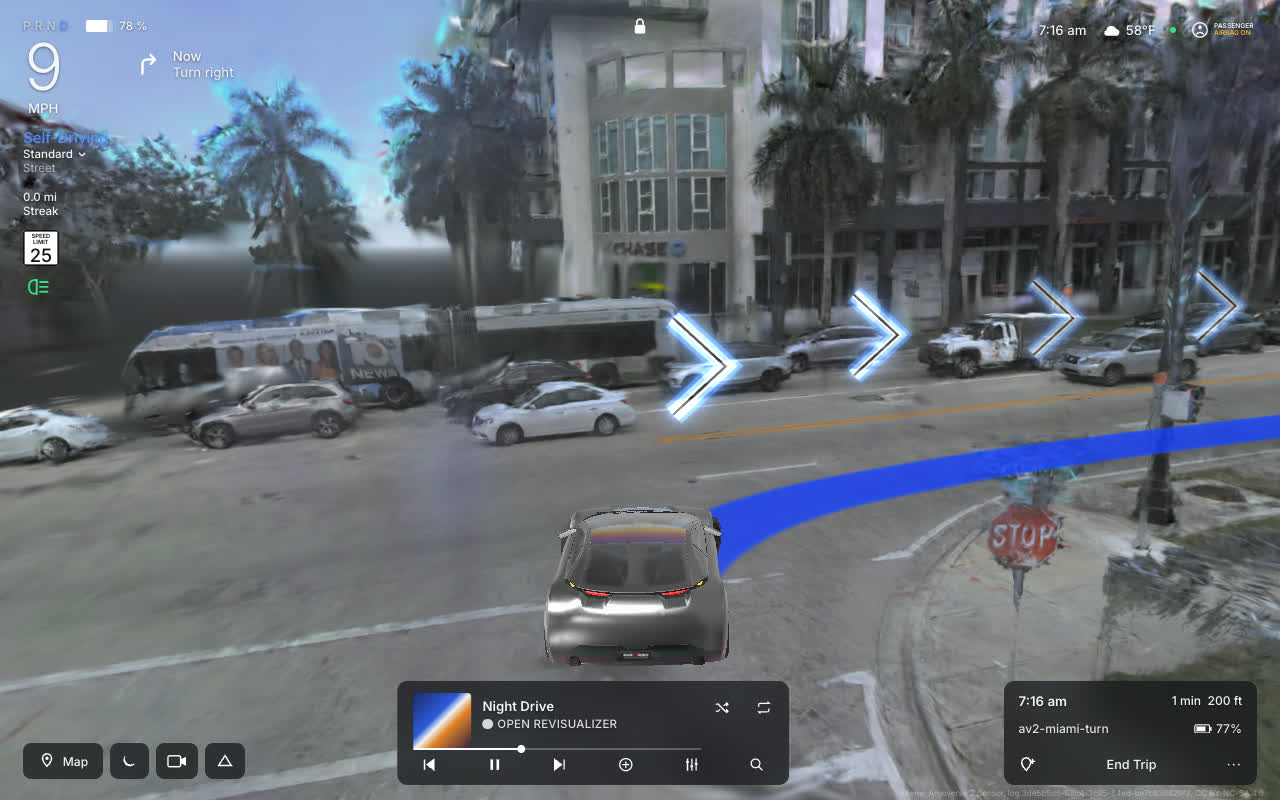 P R N D
78 %
9
MPH
Now
Turn right
Self-Driving
Standard
Street
0.0 mi
Streak
SPEED
LIMIT
25
7:16 am
58°F
PASSENGER
AIRBAG ON
CHASE
10
NEWS
STOP
Night Drive
OPEN REVISUALIZER
Map
7:16 am
1 min 200 ft
av2-miami-turn
77%
End Trip